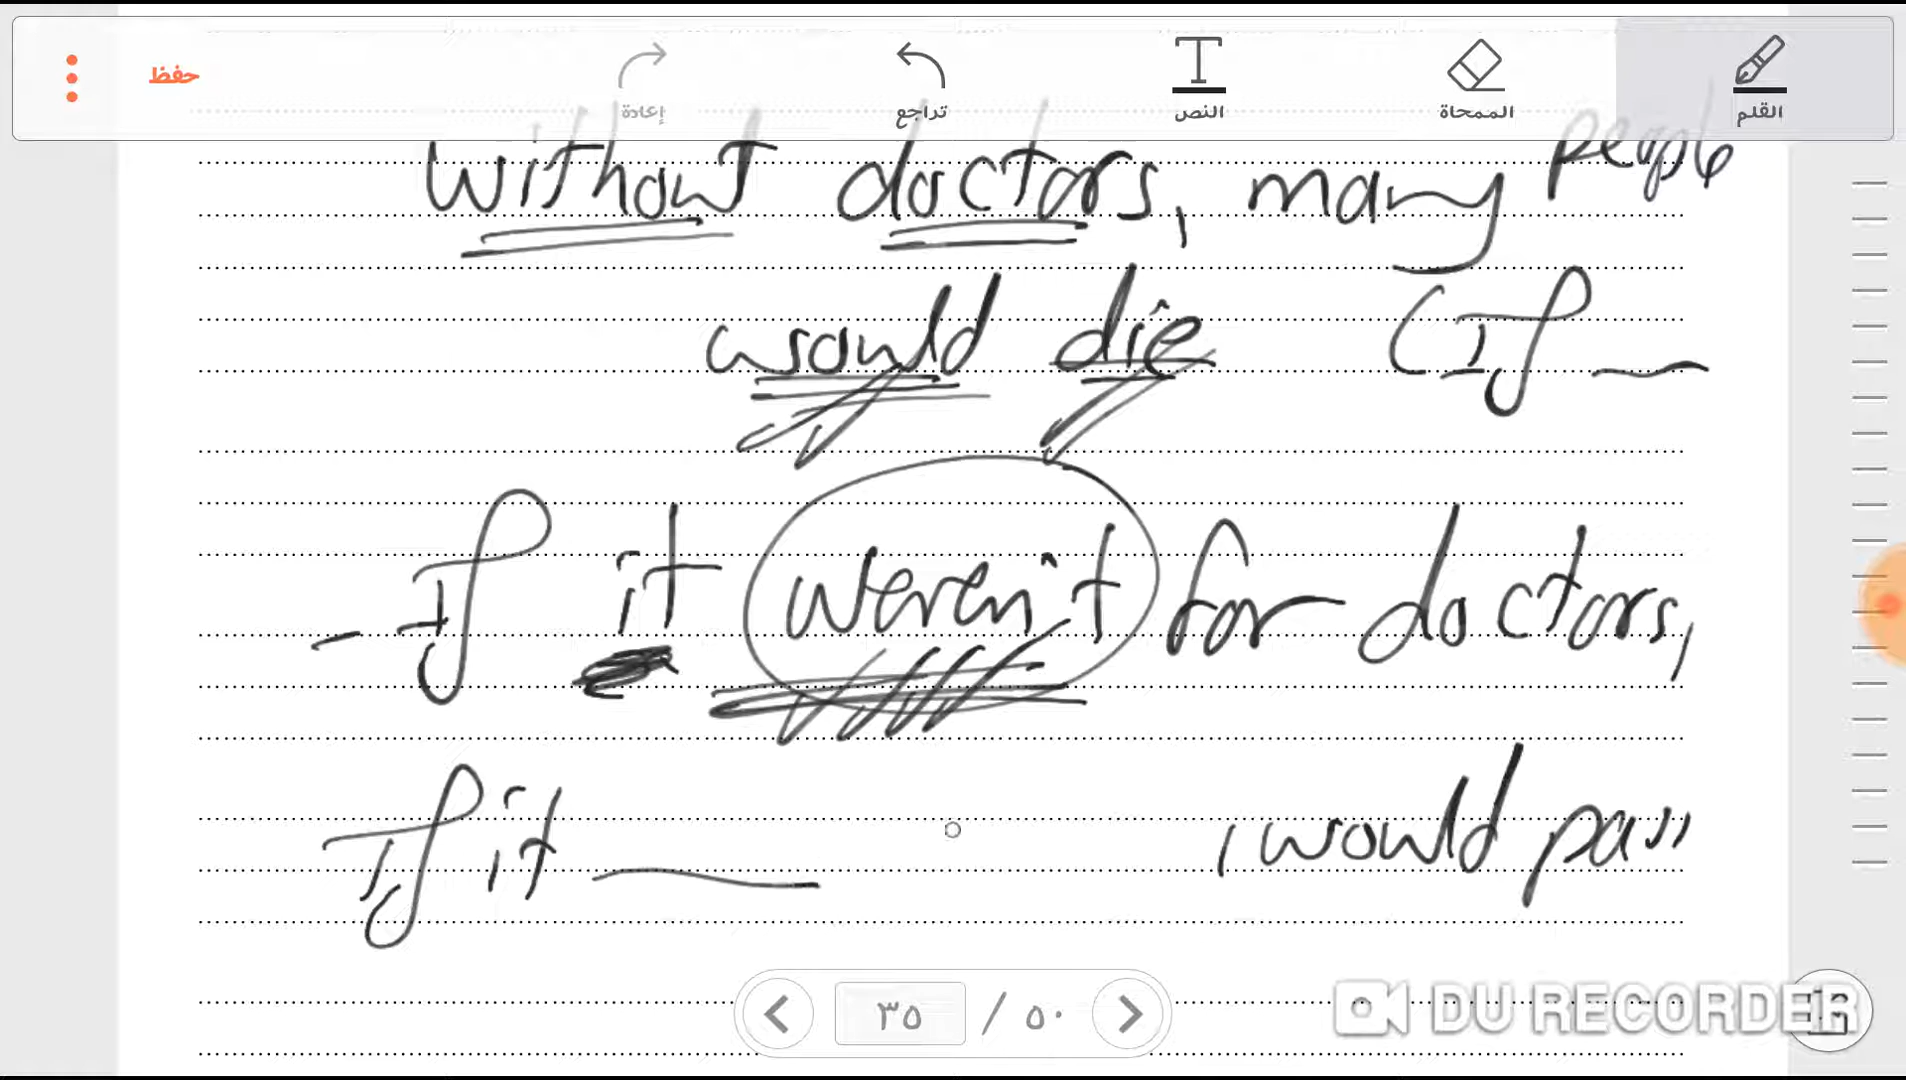 حفظ إعادة تراجع النص الممحاة القلم
without doctors, many people
would die (If
- If it weren't for doctors,
If it , would pass
٣٥ / ٥٠
DU RECORDER